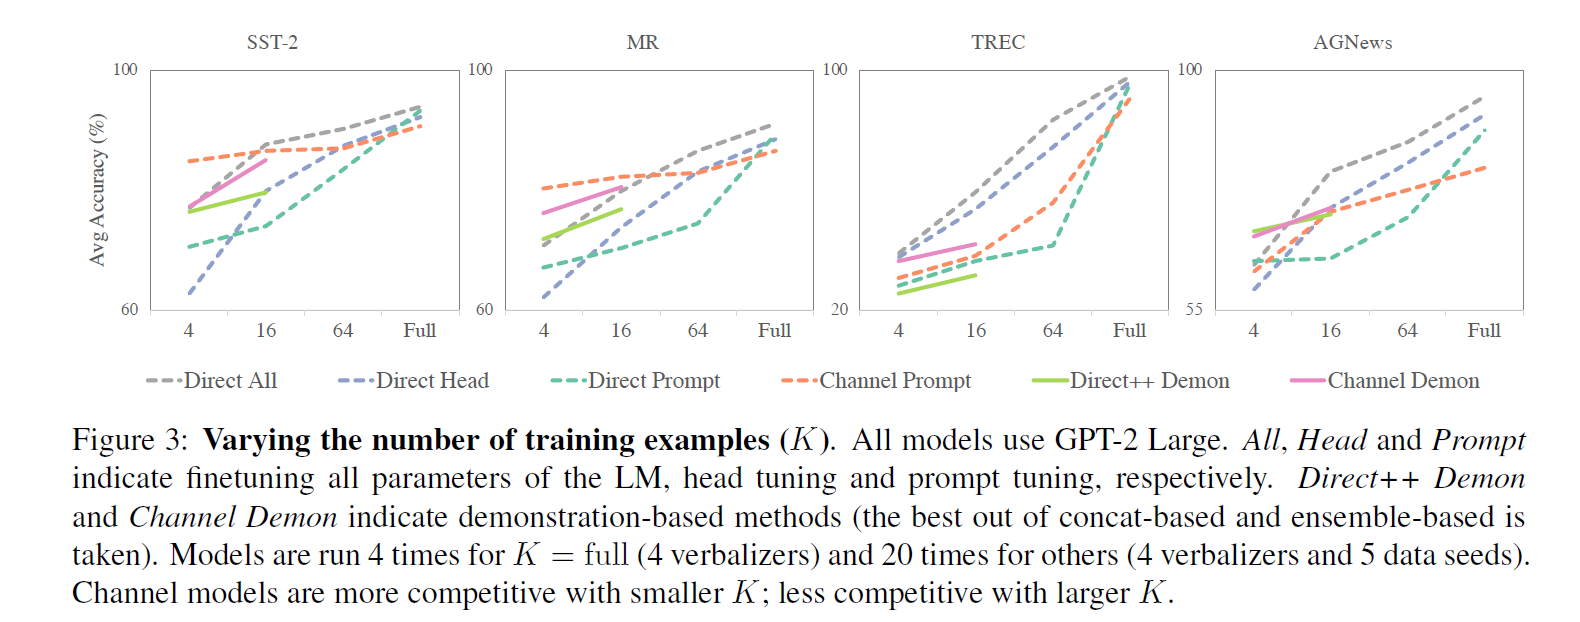 SST-2 MR TREC AGNews
100 100 100 100
Avg Accuracy (%)
60 60 20 55
4 16 64 Full 4 16 64 Full 4 16 64 Full 4 16 64 Full
Direct All Direct Head Direct Prompt Channel Prompt Direct++ Demon Channel Demon
Figure 3: Varying the number of training examples (K). All models use GPT-2 Large. All, Head and Prompt
indicate finetuning all parameters of the LM, head tuning and prompt tuning, respectively. Direct++ Demon
and Channel Demon indicate demonstration-based methods (the best out of concat-based and ensemble-based is
taken). Models are run 4 times for K = full (4 verbalizers) and 20 times for others (4 verbalizers and 5 data seeds).
Channel models are more competitive with smaller K; less competitive with larger K.